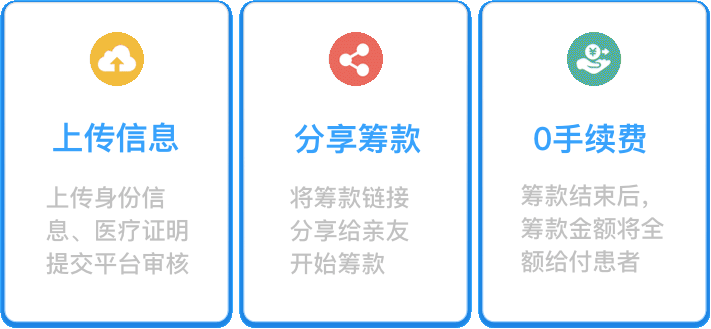 上传信息
上传身份信
息、医疗证明
提交平台审核
分享筹款
将筹款链接
分享给亲友
开始筹款
¥
0手续费
筹款结束后，
筹款金额将全
额给付患者